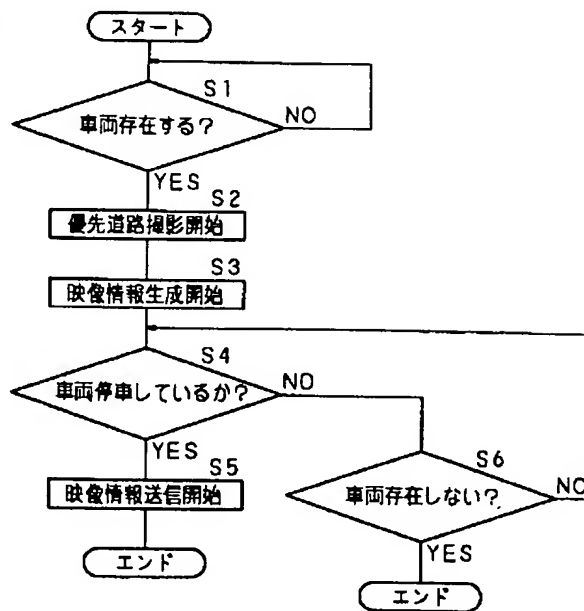 スタート
S1
車両存在する?
NO
YES
S2
優先道路撮影開始
S3
映像情報生成開始
S4
車両停車しているか?
NO
YES
S5
映像情報送信開始
エンド
S6
車両存在しない?
NO
YES
エンド